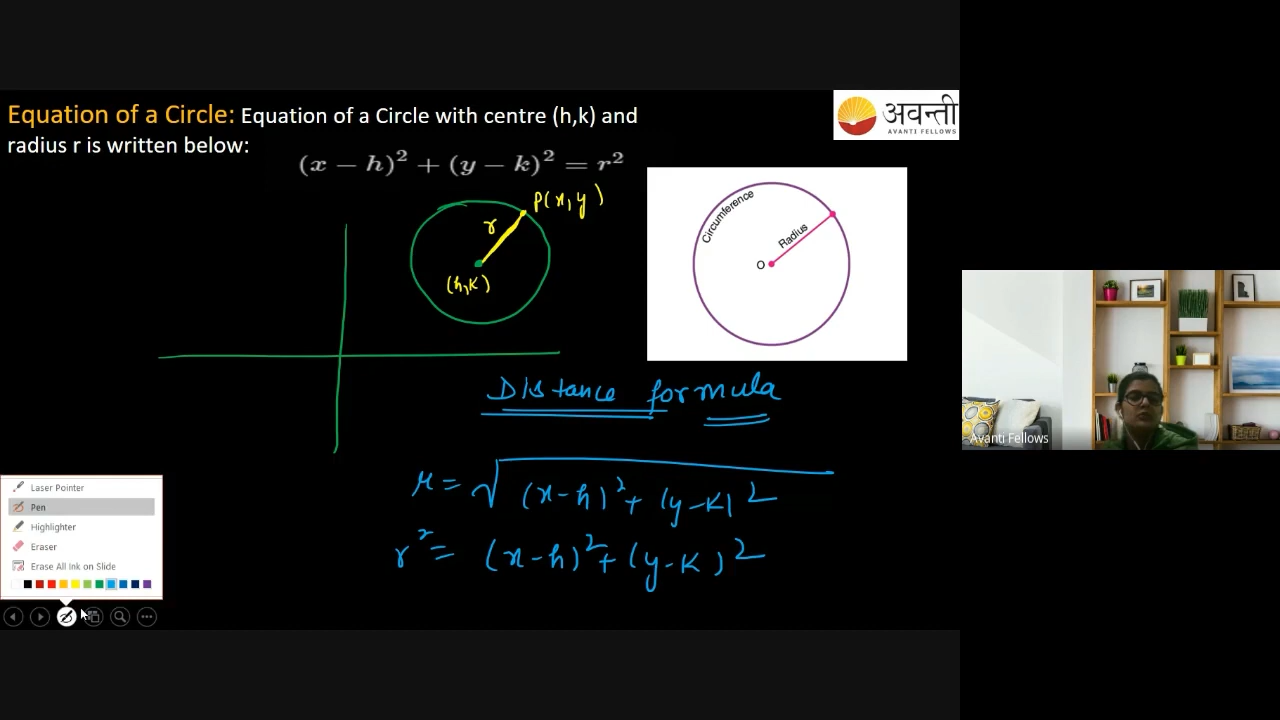 Equation of a Circle: Equation of a Circle with centre (h,k) and
radius r is written below:
(x − h)² + (y − k)² = r²
अवन्ती
AVANTI FELLOWS
P(x,y)
r
(h,k)
Circumference
Radius
O
Distance formula
r = √(x-h)²+(y-k)²
r² = (x-h)²+(y-k)²
Avanti Fellows
Laser Pointer
Pen
Highlighter
Eraser
Erase All Ink on Slide